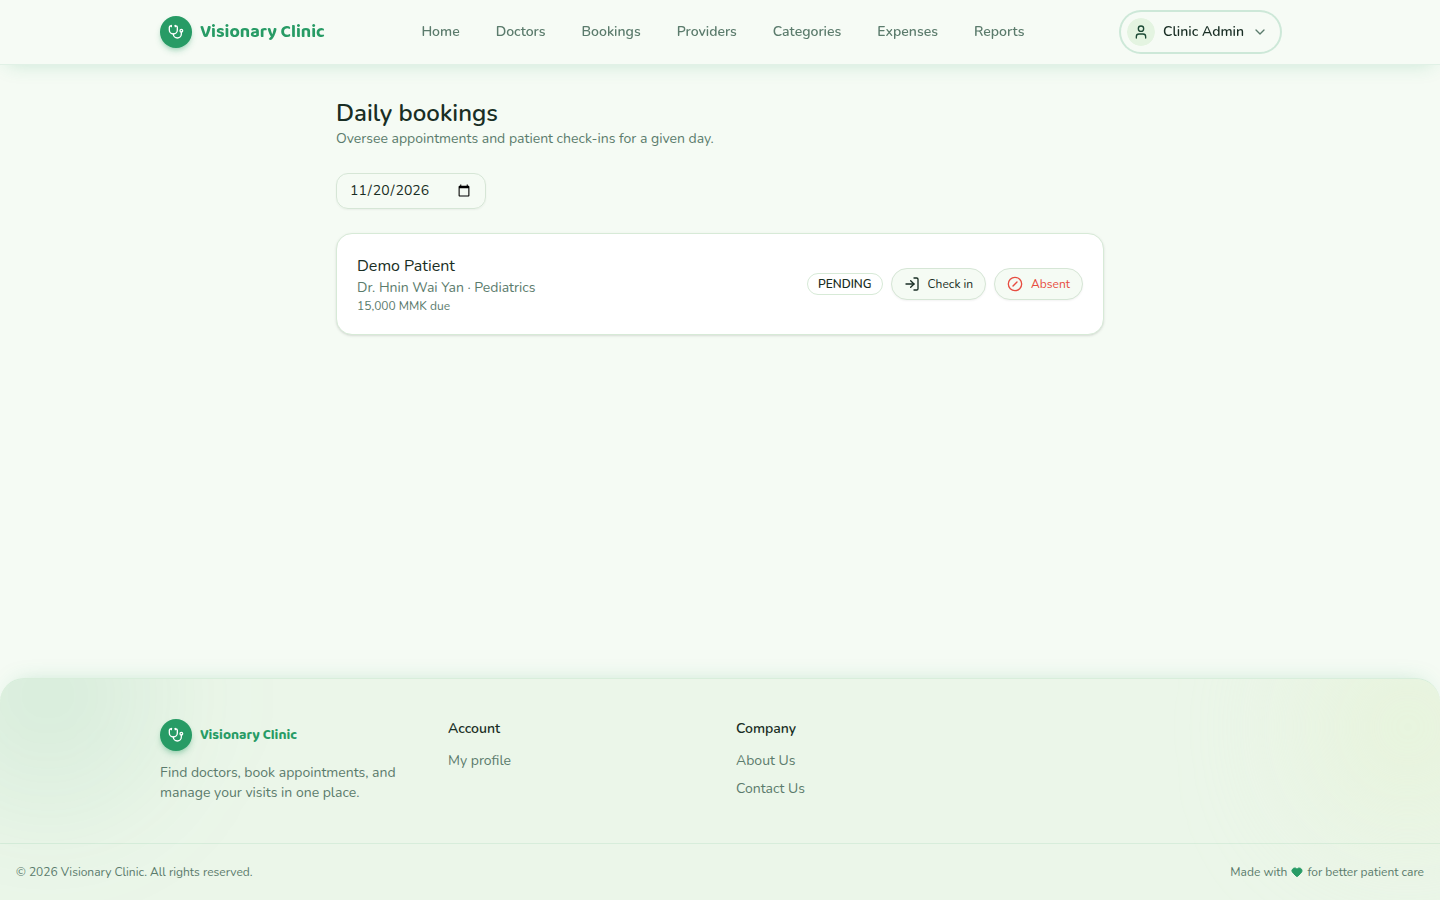 Visionary Clinic
Home Doctors Bookings Providers Categories Expenses Reports
Clinic Admin
Daily bookings
Oversee appointments and patient check-ins for a given day.
11/20/2026
Demo Patient
Dr. Hnin Wai Yan · Pediatrics
15,000 MMK due
PENDING
Check in
Absent
Visionary Clinic
Find doctors, book appointments, and
manage your visits in one place.
Account
My profile
Company
About Us
Contact Us
© 2026 Visionary Clinic. All rights reserved.
Made with for better patient care